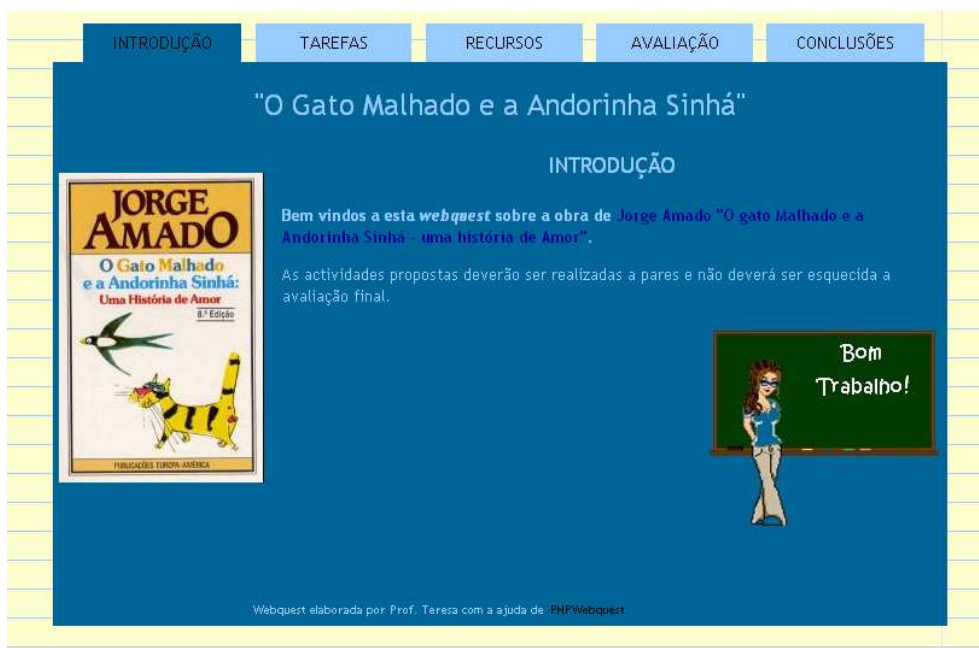 INTRODUÇÃO TAREFAS RECURSOS AVALIAÇÃO CONCLUSÕES
"O Gato Malhado e a Andorinha Sinhá"
INTRODUÇÃO
JORGE
AMADO
O Gato Malhado
e a Andorinha Sinhá:
Uma História de Amor
8.ª Edição
PUBLICAÇÕES EUROPA-AMÉRICA
Bem vindos a esta webquest sobre a obra de Jorge Amado "O gato Malhado e a
Andorinha Sinhá - uma história de Amor".
As actividades propostas deverão ser realizadas a pares e não deverá ser esquecida a
avaliação final.
Bom
Trabalho!
Webquest elaborada por Prof. Teresa com a ajuda de PHPWebquest